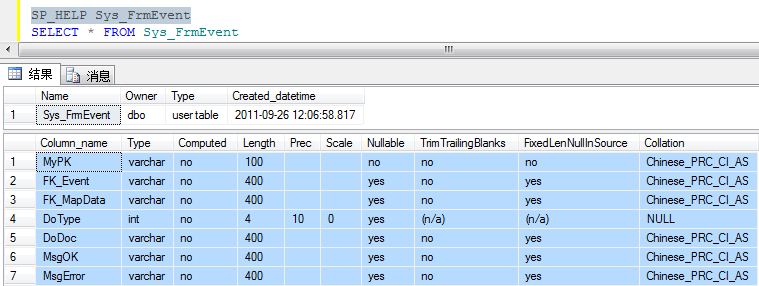 SP_HELP Sys_FrmEvent
SELECT * FROM Sys_FrmEvent
结果 消息
Name Owner Type Created_datetime
1 Sys_FrmEvent dbo user table 2011-09-26 12:06:58.817
Column_name Type Computed Length Prec Scale Nullable TrimTrailingBlanks FixedLenNullInSource Collation
1 MyPK varchar no 100 no no no Chinese_PRC_CI_AS
2 FK_Event varchar no 400 yes no yes Chinese_PRC_CI_AS
3 FK_MapData varchar no 400 yes no yes Chinese_PRC_CI_AS
4 DoType int no 4 10 0 yes (n/a) (n/a) NULL
5 DoDoc varchar no 400 yes no yes Chinese_PRC_CI_AS
6 MsgOK varchar no 400 yes no yes Chinese_PRC_CI_AS
7 MsgError varchar no 400 yes no yes Chinese_PRC_CI_AS